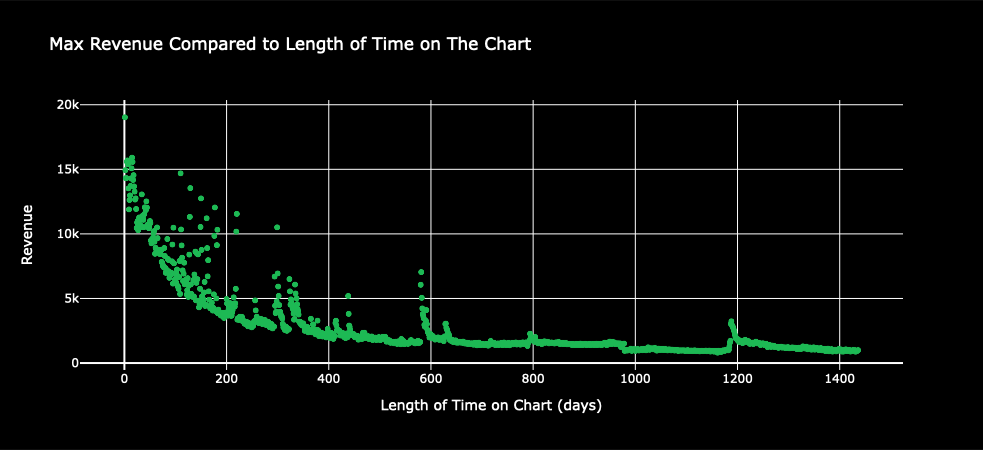 Max Revenue Compared to Length of Time on The Chart
20k
15k
10k
5k
0
Revenue
0 200 400 600 800 1000 1200 1400
Length of Time on Chart (days)